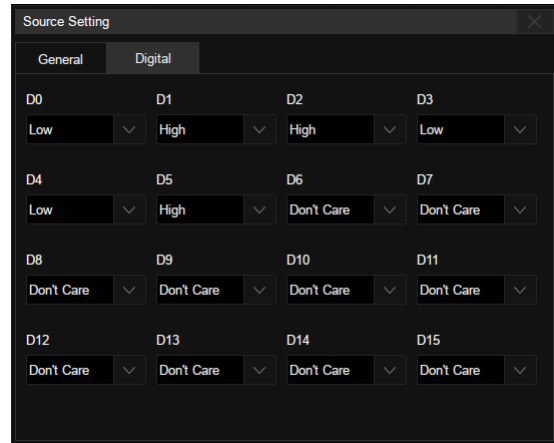 Source Setting
General Digital
D0 D1 D2 D3
Low High High Low
D4 D5 D6 D7
Low High Don't Care Don't Care
D8 D9 D10 D11
Don't Care Don't Care Don't Care Don't Care
D12 D13 D14 D15
Don't Care Don't Care Don't Care Don't Care